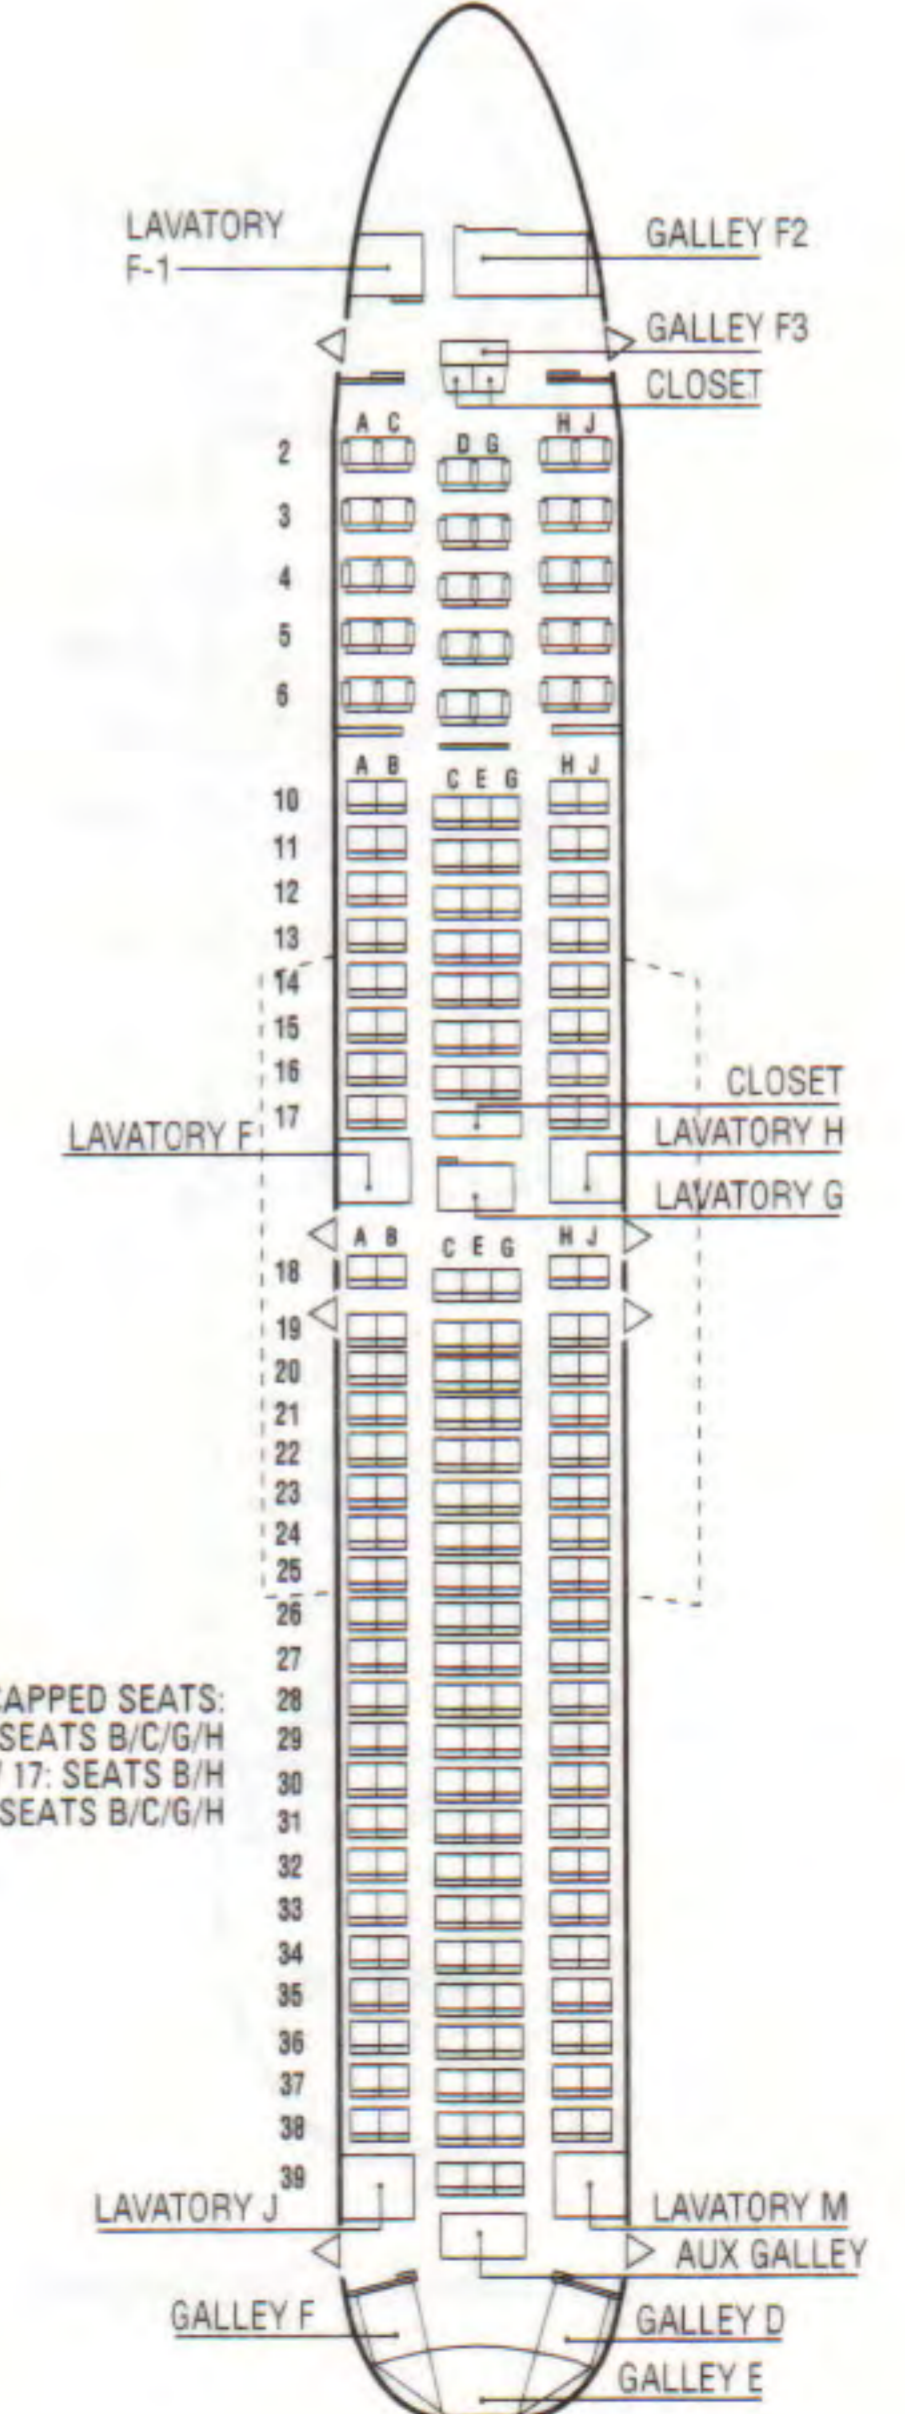 LAVATORY
F-1
GALLEY F2
GALLEY F3
CLOSET
A C
D G
H J
2
3
4
5
6
A B
C E G
H J
10
11
12
13
14
15
16
17
CLOSET
LAVATORY F
LAVATORY H
LAVATORY G
A B
C E G
H J
18
19
20
21
22
23
24
25
26
27
28
29
30
31
32
33
34
35
36
37
38
39
CAPPED SEATS:
SEATS B/C/G/H
17: SEATS B/H
SEATS B/C/G/H
LAVATORY J
LAVATORY M
AUX GALLEY
GALLEY F
GALLEY D
GALLEY E